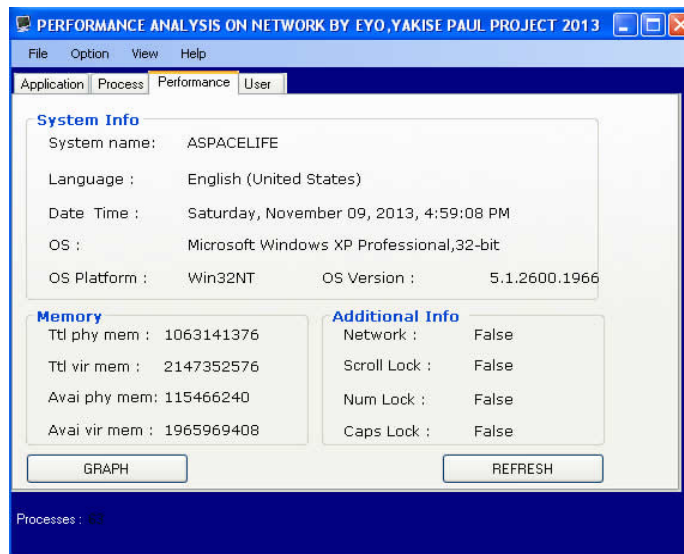 PERFORMANCE ANALYSIS ON NETWORK BY EYO,YAKISE PAUL PROJECT 2013
File Option View Help
Application Process Performance User
System Info
System name: ASPACELIFE
Language : English (United States)
Date Time : Saturday, November 09, 2013, 4:59:08 PM
OS : Microsoft Windows XP Professional,32-bit
OS Platform : Win32NT OS Version : 5.1.2600.1966
Memory
Ttl phy mem : 1063141376
Ttl vir mem : 2147352576
Avai phy mem: 115466240
Avai vir mem : 1965969408
Additional Info
Network : False
Scroll Lock : False
Num Lock : False
Caps Lock : False
GRAPH REFRESH
Processes :